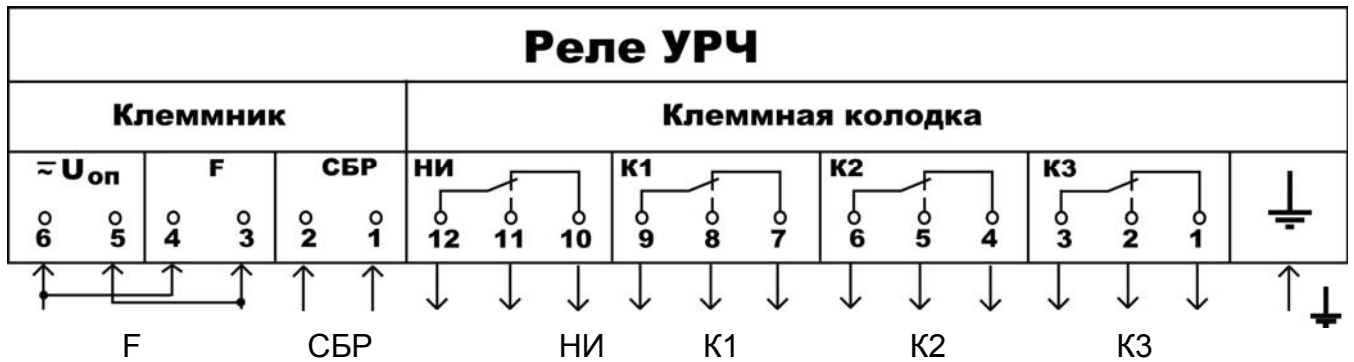 Реле УРЧ
Клеммник Клеммная колодка
≂ Uоп F СБР НИ К1 К2 К3
6 5 4 3 2 1 12 11 10 9 8 7 6 5 4 3 2 1
F СБР НИ К1 К2 К3